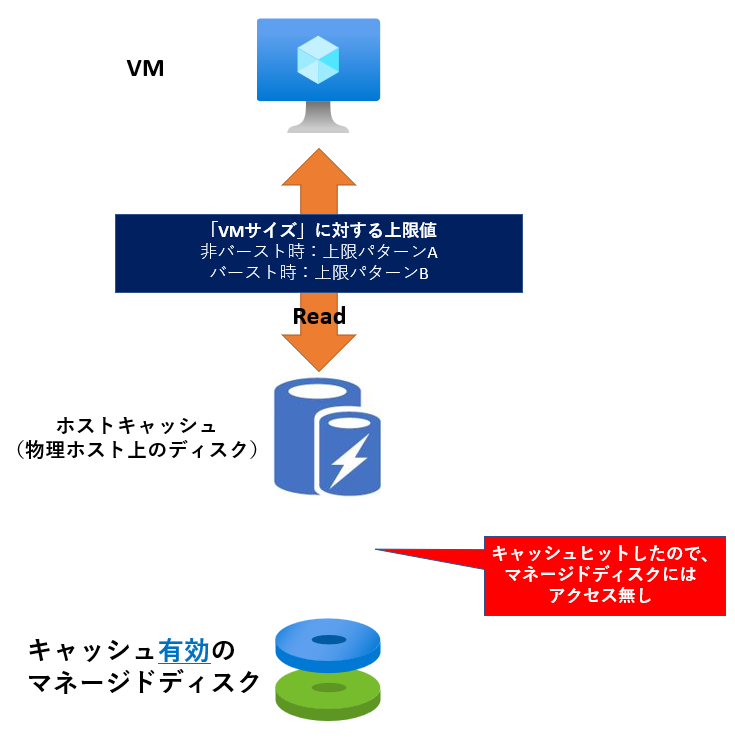 VM
「VMサイズ」に対する上限値
非バースト時：上限パターンA
バースト時：上限パターンB
Read
ホストキャッシュ
（物理ホスト上のディスク）
キャッシュヒットしたので、
マネージドディスクには
アクセス無し
キャッシュ有効の
マネージドディスク